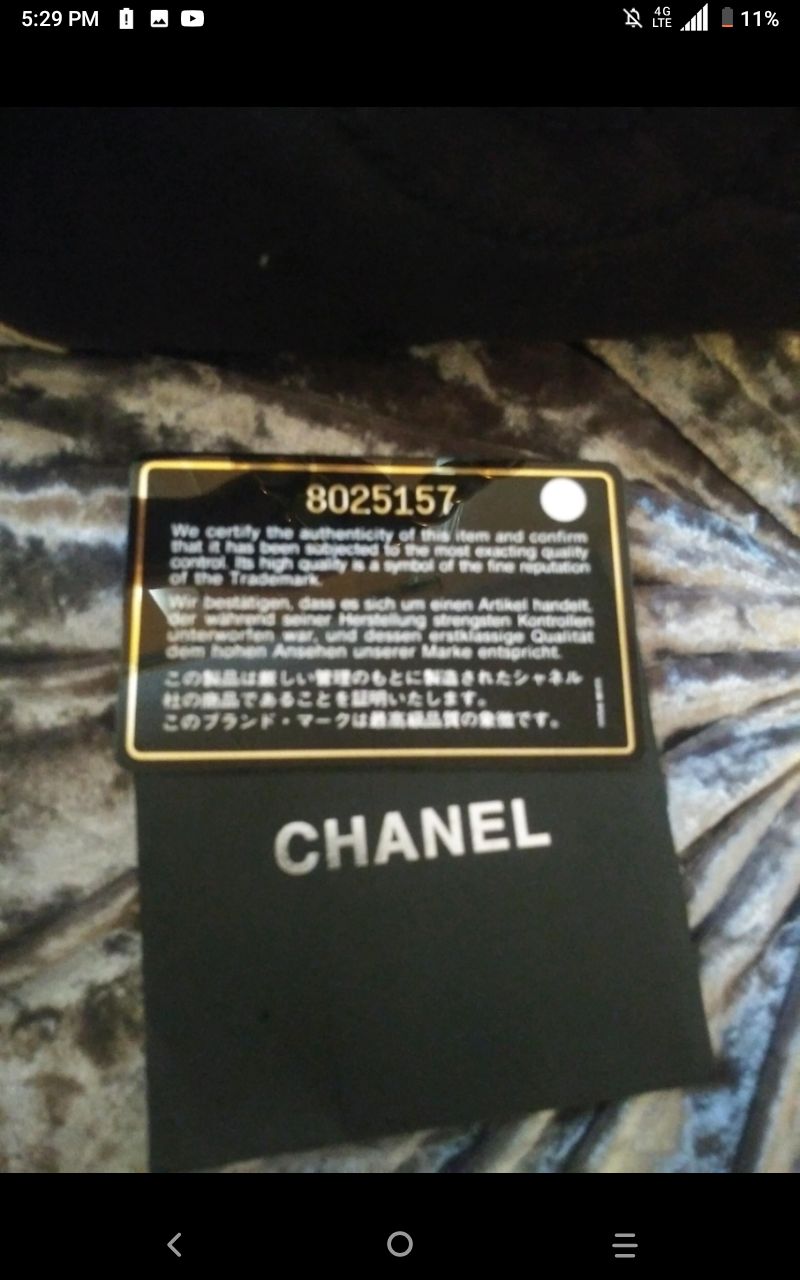 5:29 PM
4G
LTE
11%
8025157
We certify the authenticity of this item and confirm
that it has been subjected to the most exacting quality
control. Its high quality is a symbol of the fine reputation
of the Trademark.
Wir bestätigen, dass es sich um einen Artikel handelt,
der während seiner Herstellung strengsten Kontrollen
unterworfen war, und dessen erstklassige Qualität
dem hohen Ansehen unserer Marke entspricht.
この製品は厳しい管理のもとに製造されたシャネル
社の商品であることを証明いたします。
このブランド・マークは最高級品質の象徴です。
CHANEL